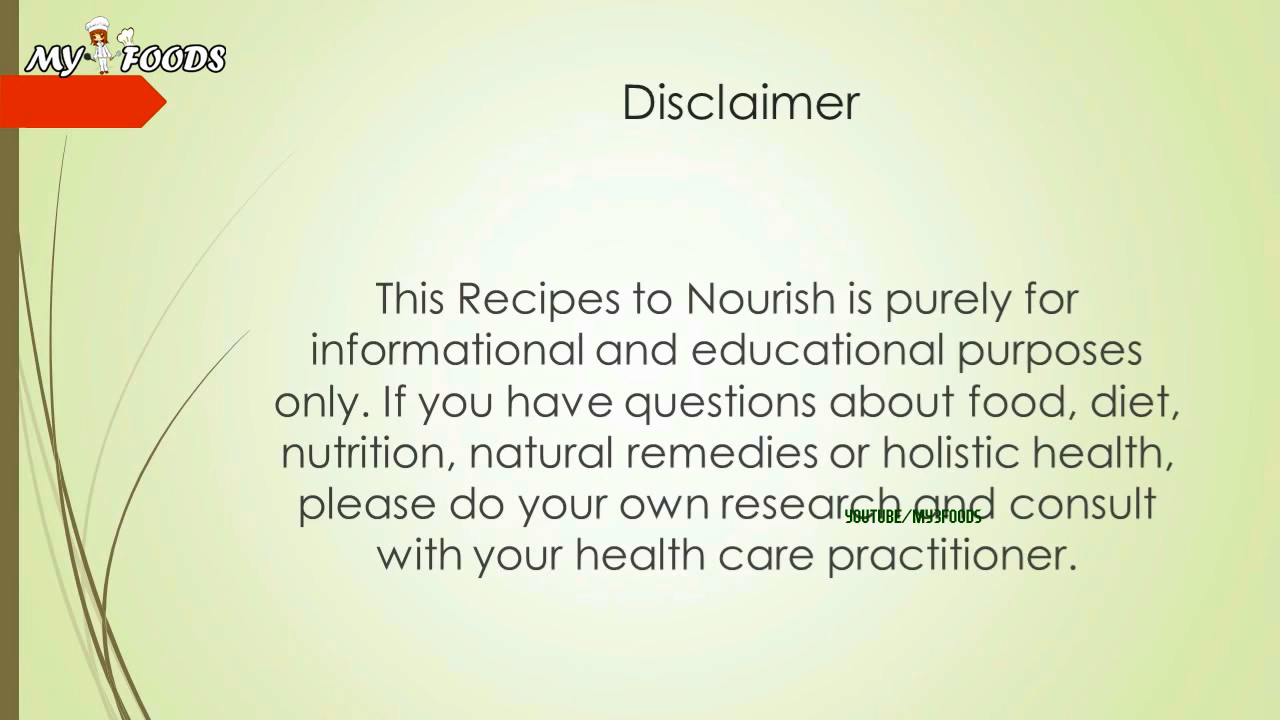 MY FOODS
Disclaimer
This Recipes to Nourish is purely for
informational and educational purposes
only. If you have questions about food, diet,
nutrition, natural remedies or holistic health,
please do your own research and consult
YOUTUBE/MY3FOODS
with your health care practitioner.